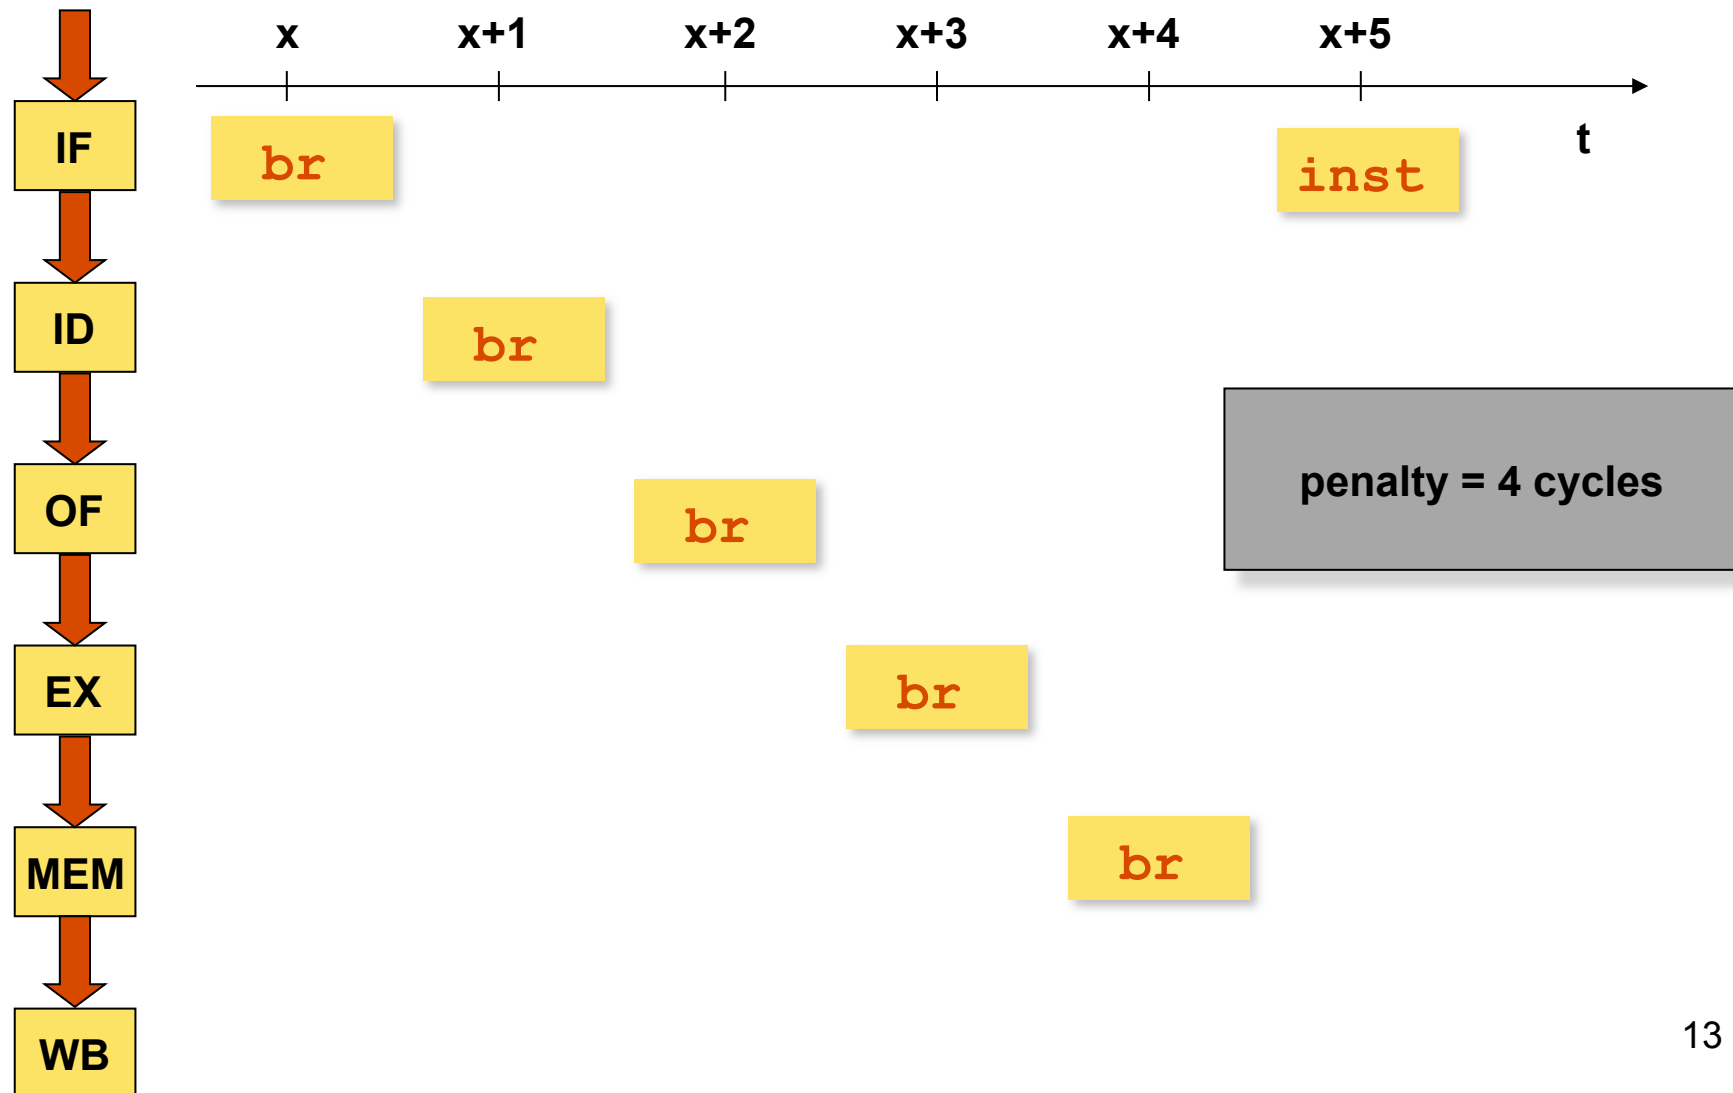 x x+1 x+2 x+3 x+4 x+5
t
IF br inst
ID br
OF br
penalty = 4 cycles
EX br
MEM br
WB
13